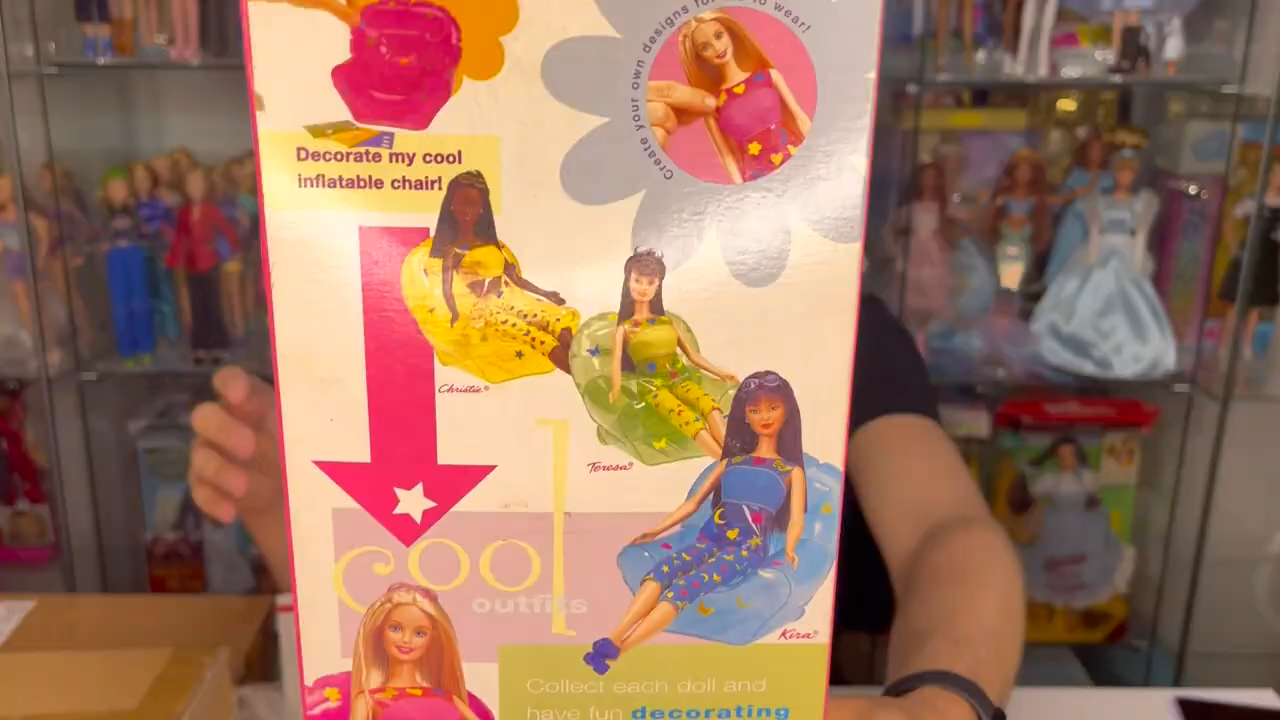 Create your own designs for to wear!
Decorate my cool
inflatable chair!
Christie®
Teresa®
Kira®
cool
outfits
Collect each doll and
have fun decorating